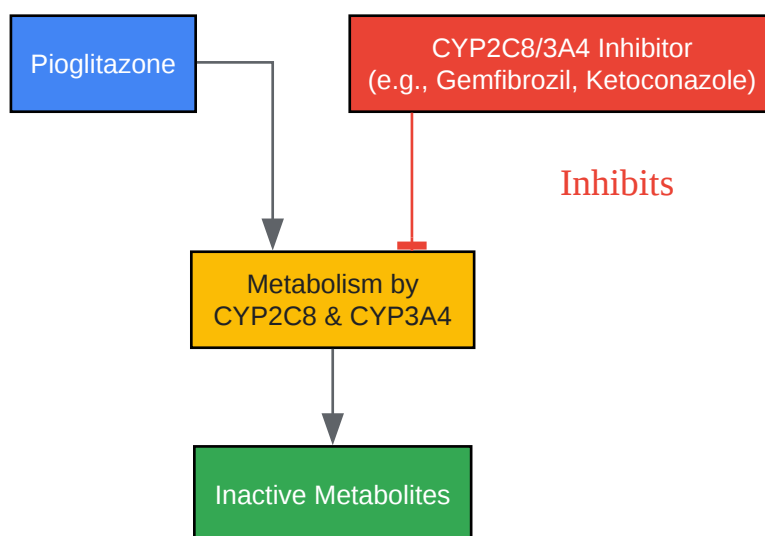 Pioglitazone
CYP2C8/3A4 Inhibitor
(e.g., Gemfibrozil, Ketoconazole)
Inhibits
Metabolism by
CYP2C8 & CYP3A4
Inactive Metabolites